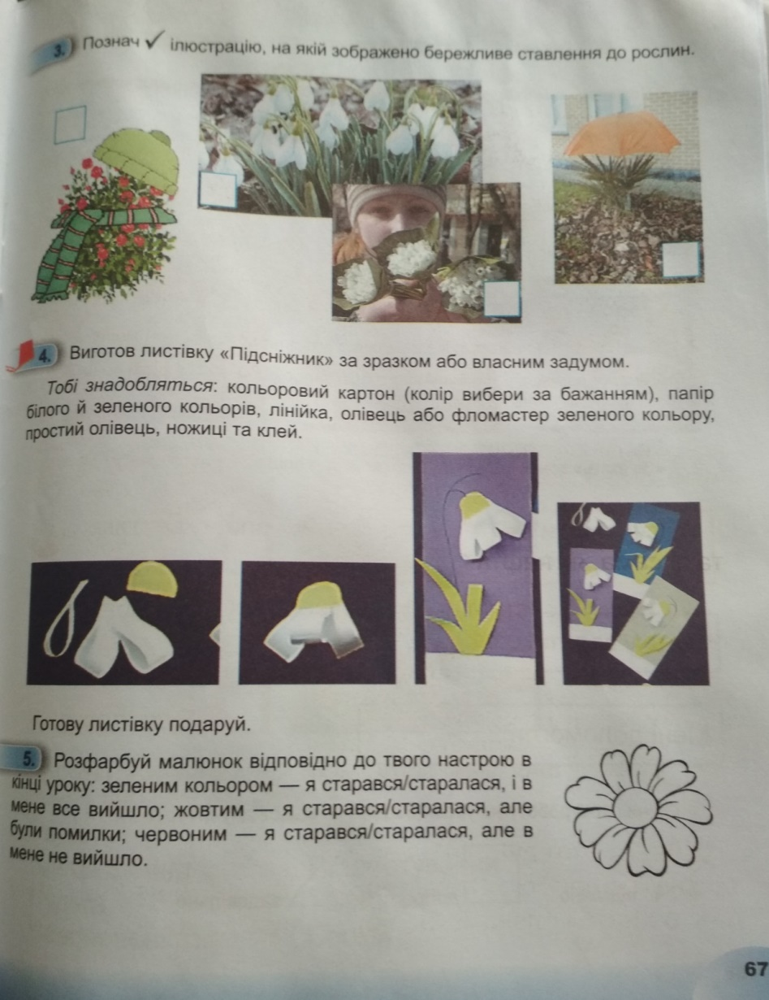 3. Познач ✓ ілюстрацію, на якій зображено бережливе ставлення до рослин.
4. Виготов листівку «Підсніжник» за зразком або власним задумом.
Тобі знадобляться: кольоровий картон (колір вибери за бажанням), папір
білого й зеленого кольорів, лінійка, олівець або фломастер зеленого кольору,
простий олівець, ножиці та клей.
Готову листівку подаруй.
5. Розфарбуй малюнок відповідно до твого настрою в
кінці уроку: зеленим кольором — я старався/старалася, і в
мене все вийшло; жовтим — я старався/старалася, але
були помилки; червоним — я старався/старалася, але в
мене не вийшло.
67